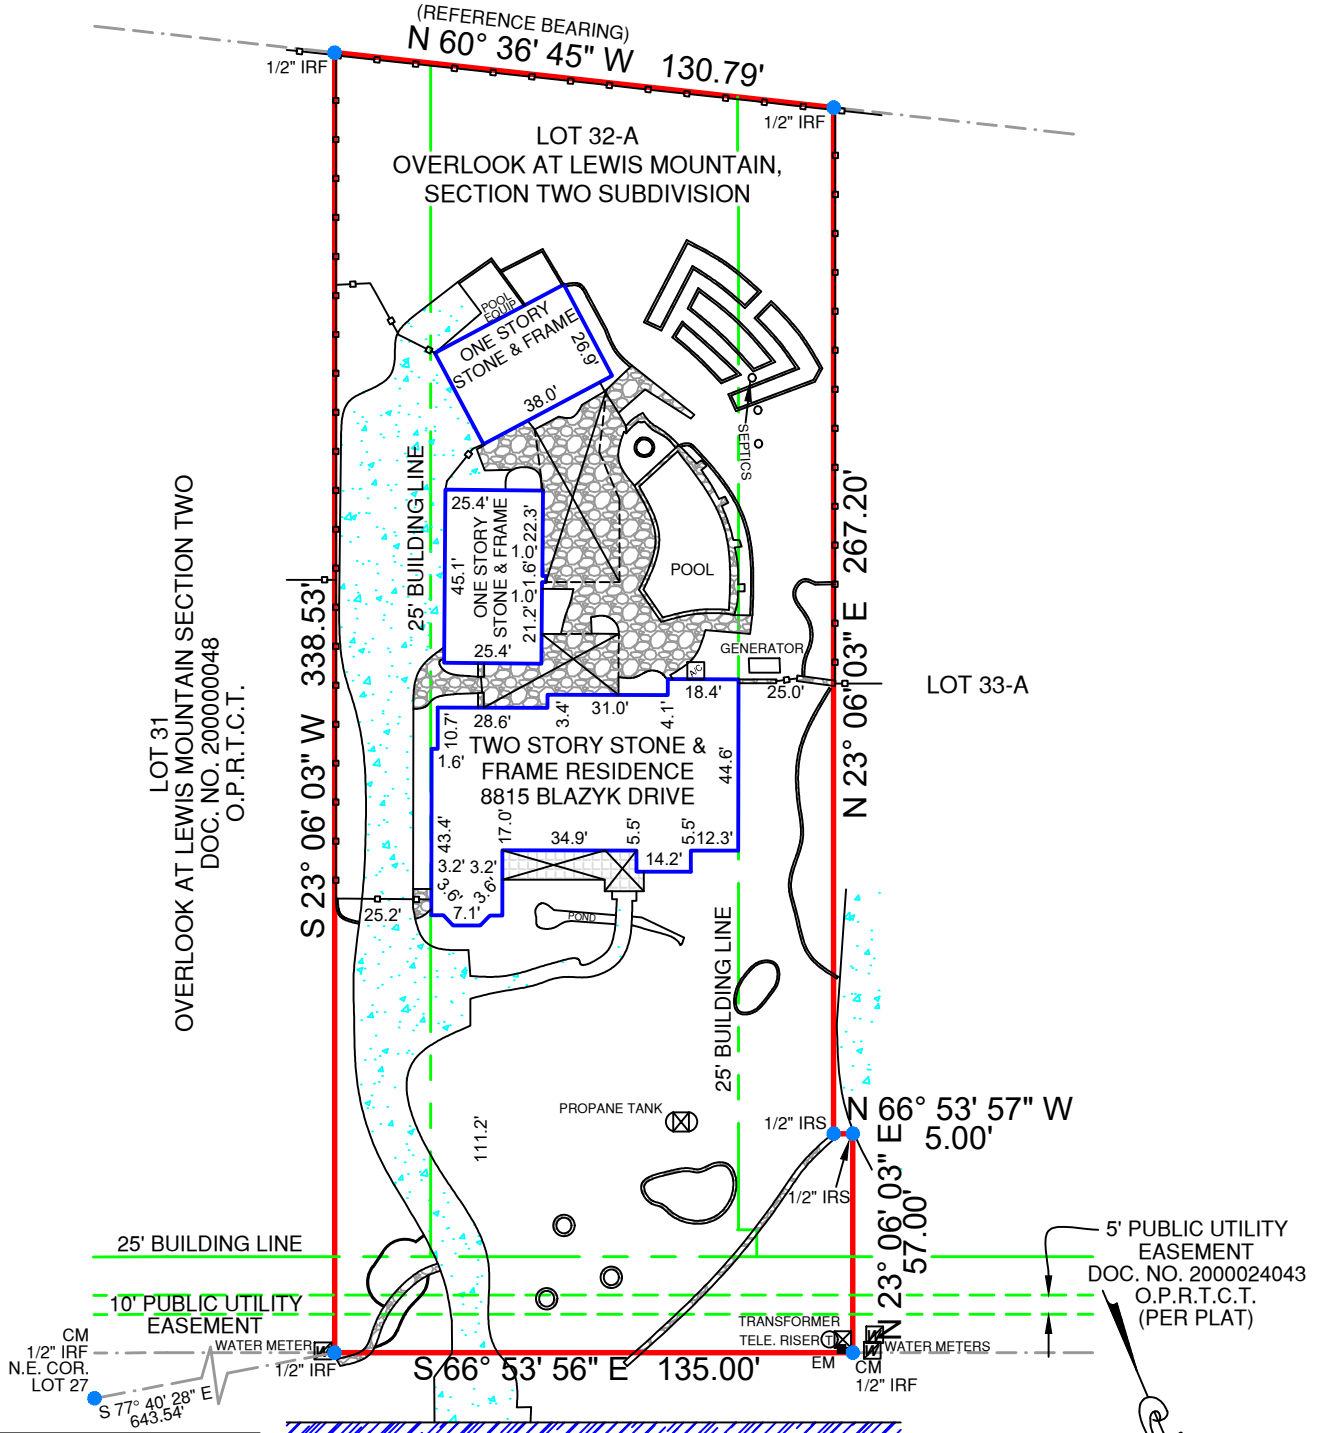 (REFERENCE BEARING)
N 60° 36' 45" W 130.79'
1/2" IRF
1/2" IRF
LOT 32-A
OVERLOOK AT LEWIS MOUNTAIN,
SECTION TWO SUBDIVISION
POOL
EQUIP
ONE STORY
STONE & FRAME
26.9'
38.0'
SEPTICS
25' BUILDING LINE
25.4'
45.1'
ONE STORY
STONE & FRAME
22.3'
1.0'
1.6'
1.0'
21.2'
25.4'
POOL
GENERATOR
A/C
18.4'
25.0'
LOT 33-A
N 23° 06' 03" E 267.20'
LOT 31
OVERLOOK AT LEWIS MOUNTAIN SECTION TWO
DOC. NO. 200000048
O.P.R.T.C.T.
S 23° 06' 03" W 338.53'
28.6'
10.7'
3.4'
31.0'
4.1'
1.6'
TWO STORY STONE &
FRAME RESIDENCE
8815 BLAZYK DRIVE
44.6'
43.4'
17.0'
34.9'
5.5'
5.5'
12.3'
14.2'
3.2'
3.2'
3.6'
3.6'
7.1'
25.2'
POND
25' BUILDING LINE
PROPANE TANK
111.2'
1/2" IRS
N 66° 53' 57" W
5.00'
1/2" IRS
N 23° 06' 03" E
57.00'
25' BUILDING LINE
10' PUBLIC UTILITY
EASEMENT
5' PUBLIC UTILITY
EASEMENT
DOC. NO. 2000024043
O.P.R.T.C.T.
(PER PLAT)
CM
1/2" IRF
N.E. COR.
LOT 27
WATER METER
W
1/2" IRF
S 77° 40' 28" E
643.54'
S 66° 53' 56" E 135.00'
TRANSFORMER
TELE. RISER
T
EM
W
W
WATER METERS
CM
1/2" IRF